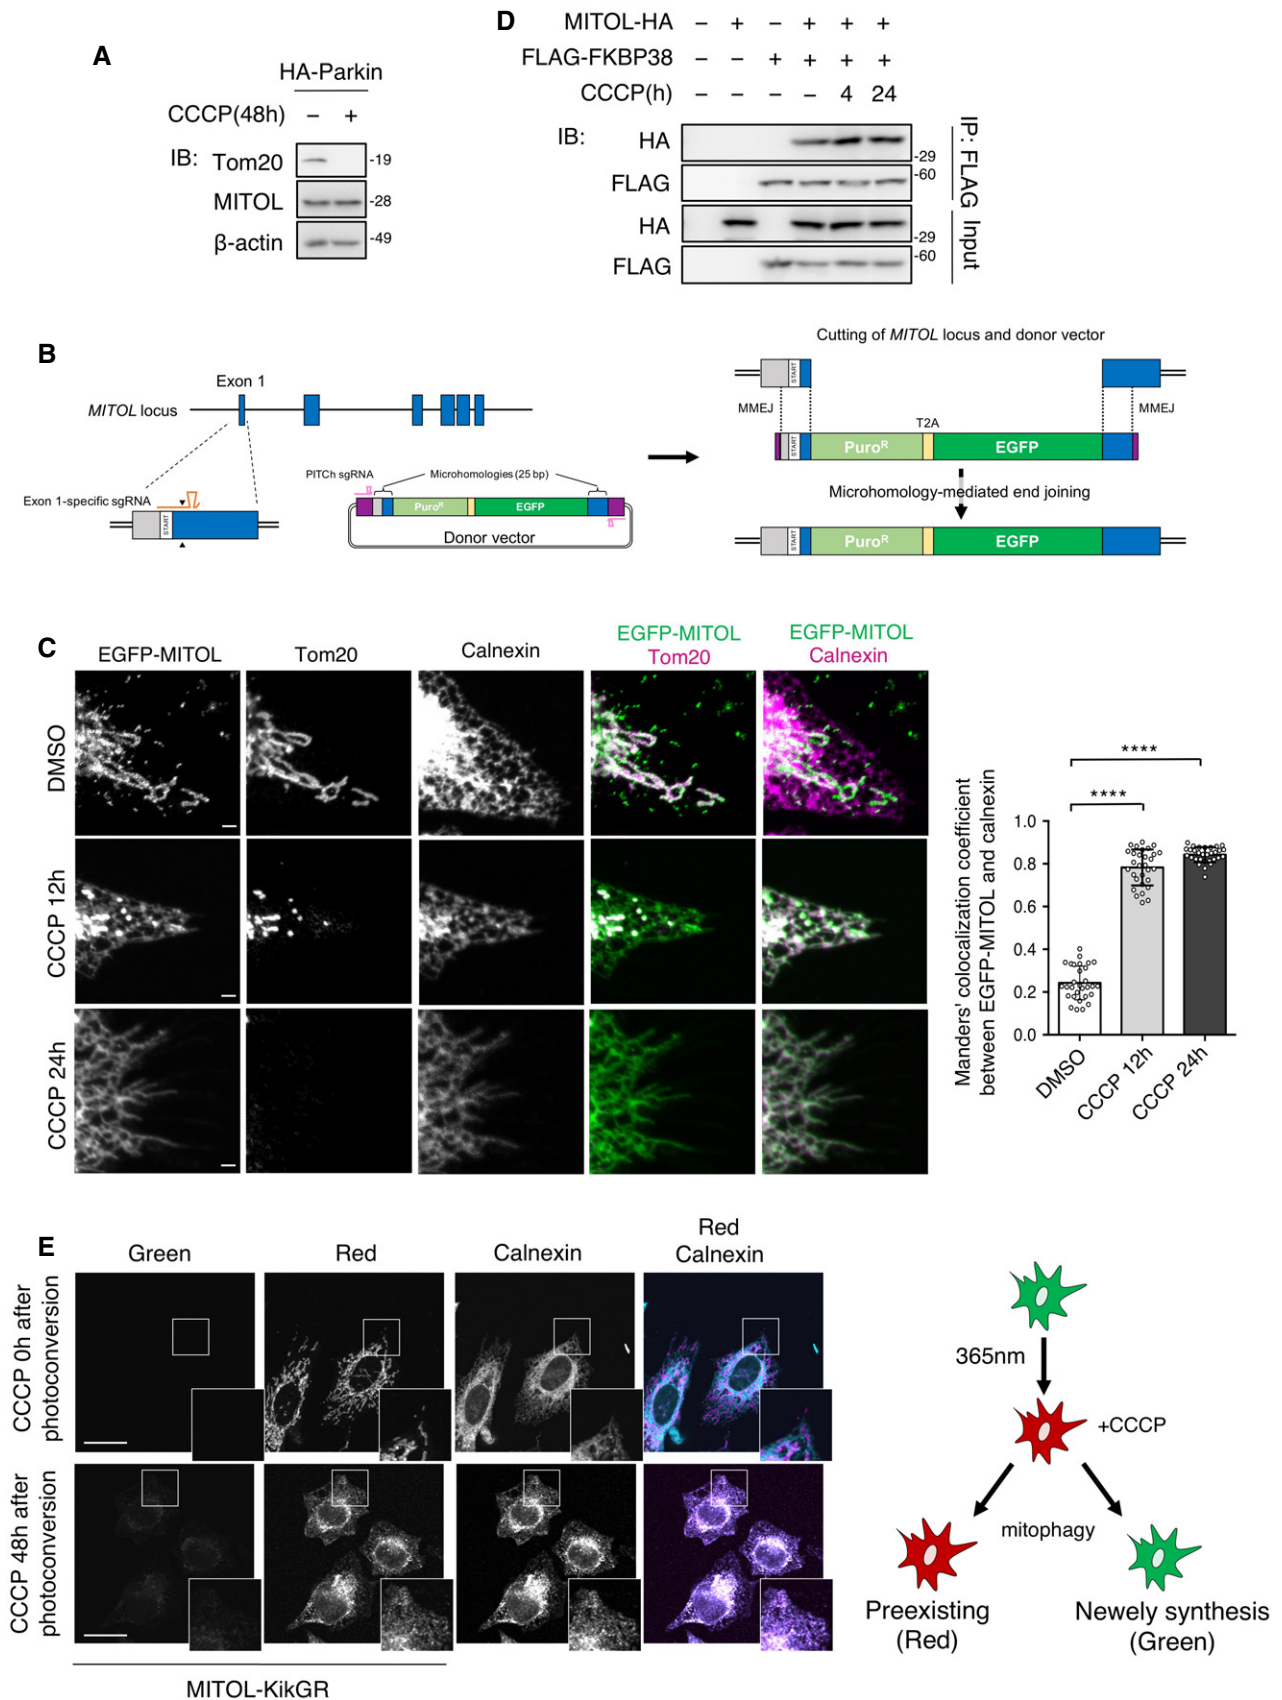 A
HA-Parkin
CCCP(48h) – +
IB: Tom20 -19
MITOL -28
β-actin -49
D
MITOL-HA – + – + + +
FLAG-FKBP38 – – + + + +
CCCP(h) – – – – 4 24
IB: HA -29
FLAG -60
HA -29
FLAG -60
IP: FLAG
Input
B
Exon 1
MITOL locus
Exon 1-specific sgRNA
START
PITCh sgRNA
Microhomologies (25 bp)
PuroR
EGFP
Donor vector
Cutting of MITOL locus and donor vector
START
MMEJ
MMEJ
T2A
START
PuroR
EGFP
Microhomology-mediated end joining
START
PuroR
EGFP
C
EGFP-MITOL
Tom20
Calnexin
EGFP-MITOL
Tom20
EGFP-MITOL
Calnexin
DMSO
CCCP 12h
CCCP 24h
Manders' colocalization coefficient
between EGFP-MITOL and calnexin
****
****
1.0
0.8
0.6
0.4
0.2
0.0
DMSO
CCCP 12h
CCCP 24h
E
Green
Red
Calnexin
Red
Calnexin
CCCP 0h after
photoconversion
CCCP 48h after
photoconversion
MITOL-KikGR
365nm
+CCCP
mitophagy
Preexisting
(Red)
Newely synthesis
(Green)